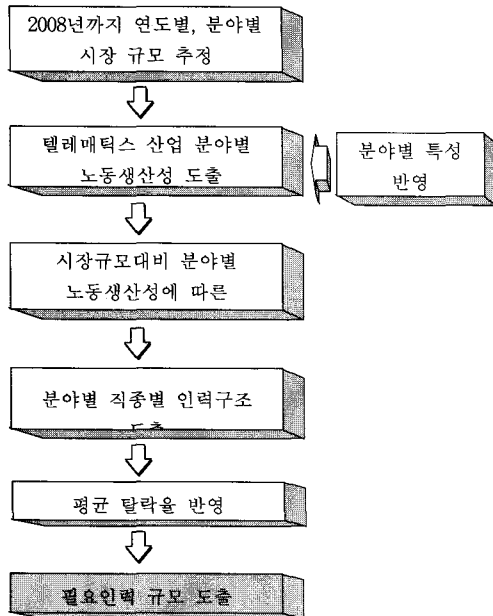 2008년까지 연도별, 분야별
시장 규모 추정
텔레매틱스 산업 분야별
노동생산성 도출
분야별 특성
반영
시장규모대비 분야별
노동생산성에 따른
분야별 직종별 인력구조
도출
평균 탈락율 반영
필요인력 규모 도출